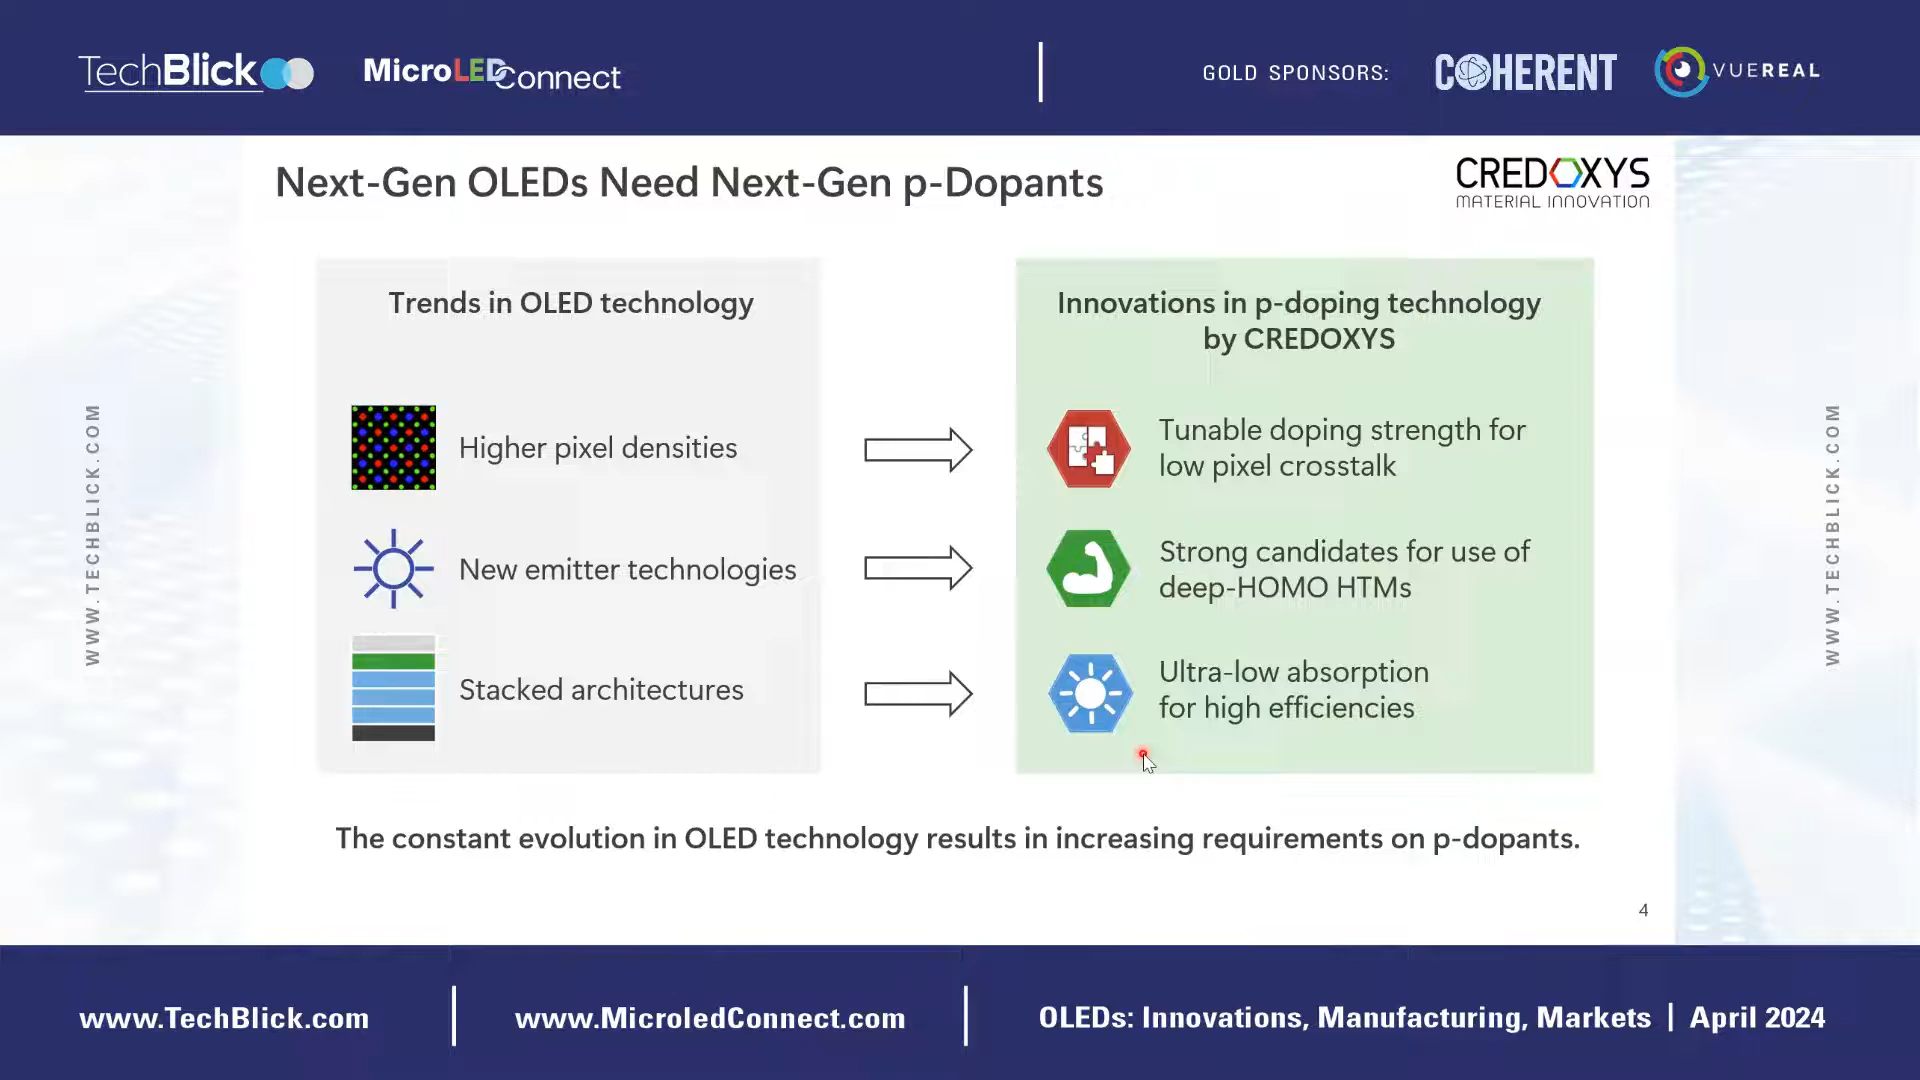 TechBlick
MicroLED Connect
GOLD SPONSORS:
COHERENT
VUEREAL
Next-Gen OLEDs Need Next-Gen p-Dopants
CREDOXYS
MATERIAL INNOVATION
WWW.TECHBLICK.COM
Trends in OLED technology
Higher pixel densities
New emitter technologies
Stacked architectures
Innovations in p-doping technology
by CREDOXYS
Tunable doping strength for
low pixel crosstalk
Strong candidates for use of
deep-HOMO HTMs
Ultra-low absorption
for high efficiencies
WWW.TECHBLICK.COM
The constant evolution in OLED technology results in increasing requirements on p-dopants.
4
www.TechBlick.com
www.MicroledConnect.com
OLEDs: Innovations, Manufacturing, Markets | April 2024